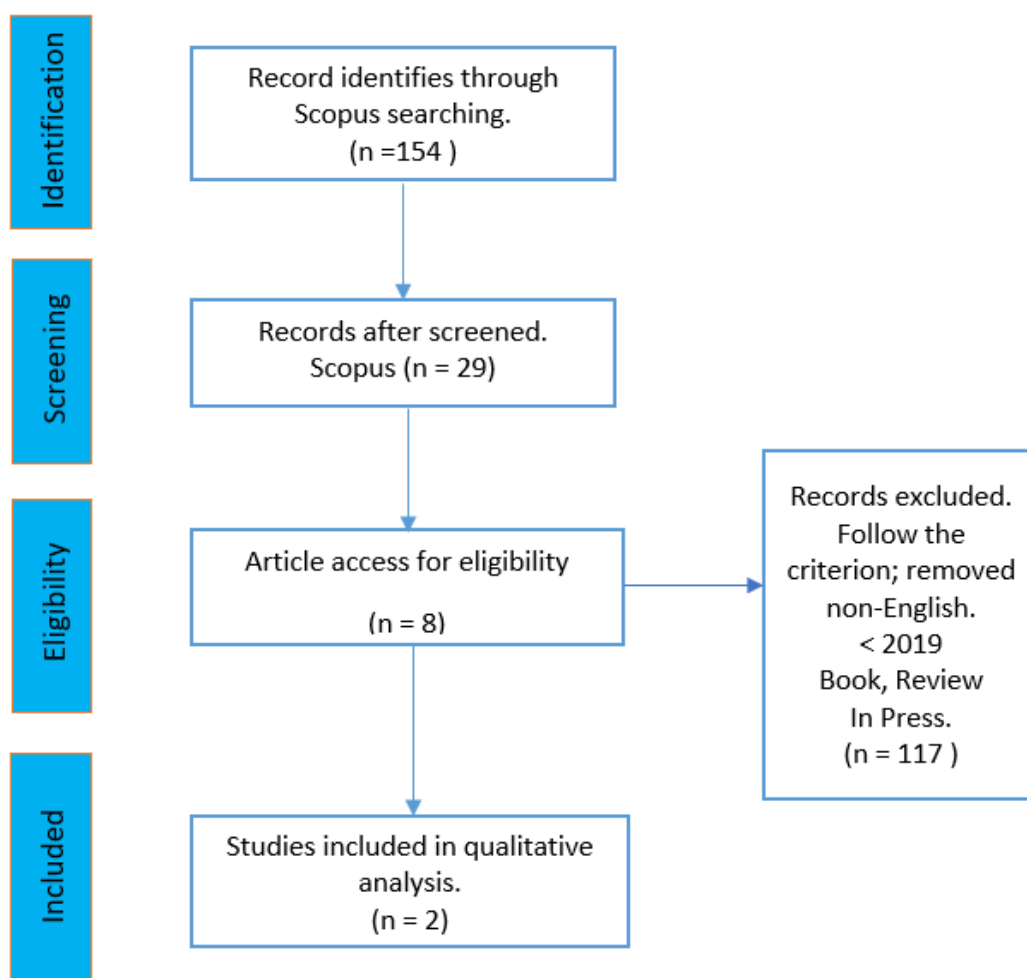 Identification
Record identifies through
Scopus searching.
(n =154 )
Screening
Records after screened.
Scopus (n = 29)
Eligibility
Article access for eligibility
(n = 8)
Records excluded.
Follow the
criterion; removed
non-English.
< 2019
Book, Review
In Press.
(n = 117 )
Included
Studies included in qualitative
analysis.
(n = 2)